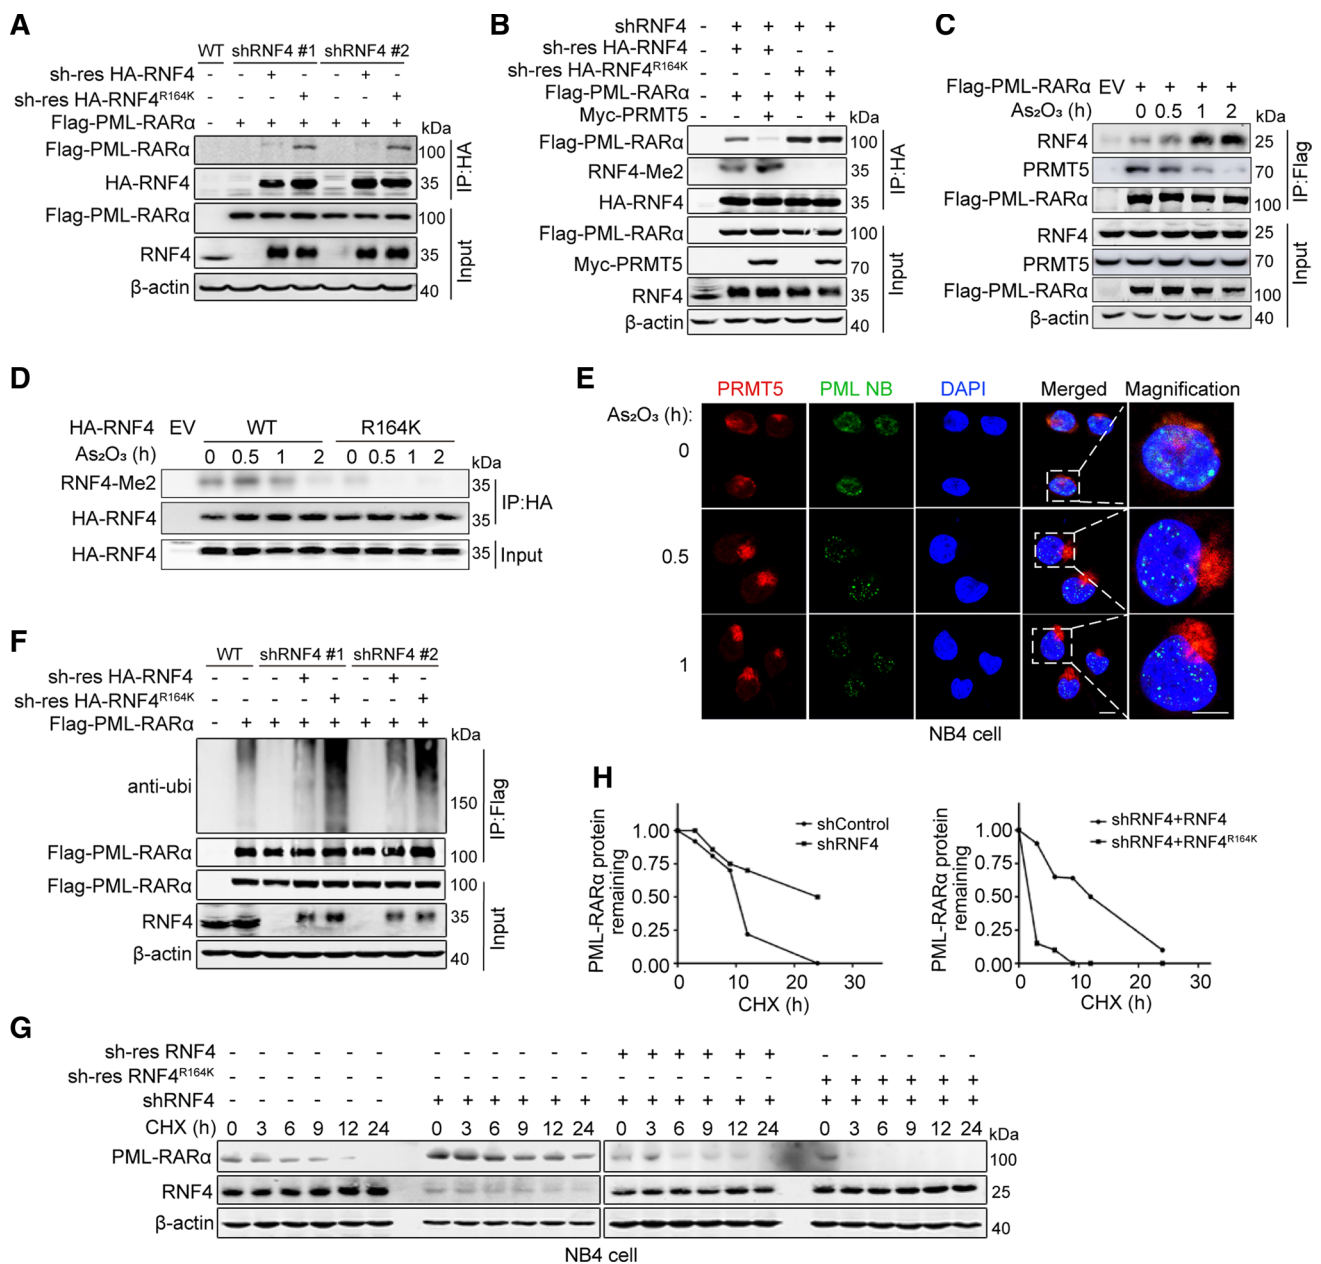 A
WT shRNF4 #1 shRNF4 #2
sh-res HA-RNF4 - - + - - + -
sh-res HA-RNF4R164K - - - + - - +
Flag-PML-RARα - + + + + + + kDa
Flag-PML-RARα 100
HA-RNF4 35
IP:HA
Flag-PML-RARα 100
RNF4 35
β-actin 40
Input
B
shRNF4 - + + + +
sh-res HA-RNF4 - + + - -
sh-res HA-RNF4R164K - - - + +
Flag-PML-RARα - + + + +
Myc-PRMT5 - - + - + kDa
Flag-PML-RARα 100
RNF4-Me2 35
HA-RNF4 35
IP:HA
Flag-PML-RARα 100
Myc-PRMT5 70
RNF4 35
β-actin 40
Input
C
Flag-PML-RARα EV + + + +
As₂O₃ (h) 0 0.5 1 2 kDa
RNF4 25
PRMT5 70
Flag-PML-RARα 100
IP:Flag
RNF4 25
PRMT5 70
Flag-PML-RARα 100
β-actin 40
Input
D
HA-RNF4 EV WT R164K
As₂O₃ (h) 0 0.5 1 2 0 0.5 1 2 kDa
RNF4-Me2 35
HA-RNF4 35
IP:HA
HA-RNF4 35 Input
E
PRMT5 PML NB DAPI Merged Magnification
As₂O₃ (h):
0
0.5
1
NB4 cell
F
WT shRNF4 #1 shRNF4 #2
sh-res HA-RNF4 - - - + - - + -
sh-res HA-RNF4R164K - - - - + - - +
Flag-PML-RARα - + + + + + + +
kDa
anti-ubi 150
Flag-PML-RARα 100
IP:Flag
Flag-PML-RARα 100
RNF4 35
β-actin 40
Input
H
PML-RARα protein remaining
1.00
0.75
0.50
0.25
0.00
0 10 20 30
CHX (h)
shControl
shRNF4
PML-RARα protein remaining
1.00
0.75
0.50
0.25
0.00
0 10 20 30
CHX (h)
shRNF4+RNF4
shRNF4+RNF4R164K
G
sh-res RNF4 - - - - - - - - - - - - + + + + + + - - - - - -
sh-res RNF4R164K - - - - - - - - - - - - - - - - - - + + + + + +
shRNF4 - - - - - - + + + + + + + + + + + + + + + + + +
CHX (h) 0 3 6 9 12 24 0 3 6 9 12 24 0 3 6 9 12 24 0 3 6 9 12 24 kDa
PML-RARα 100
RNF4 25
β-actin 40
NB4 cell